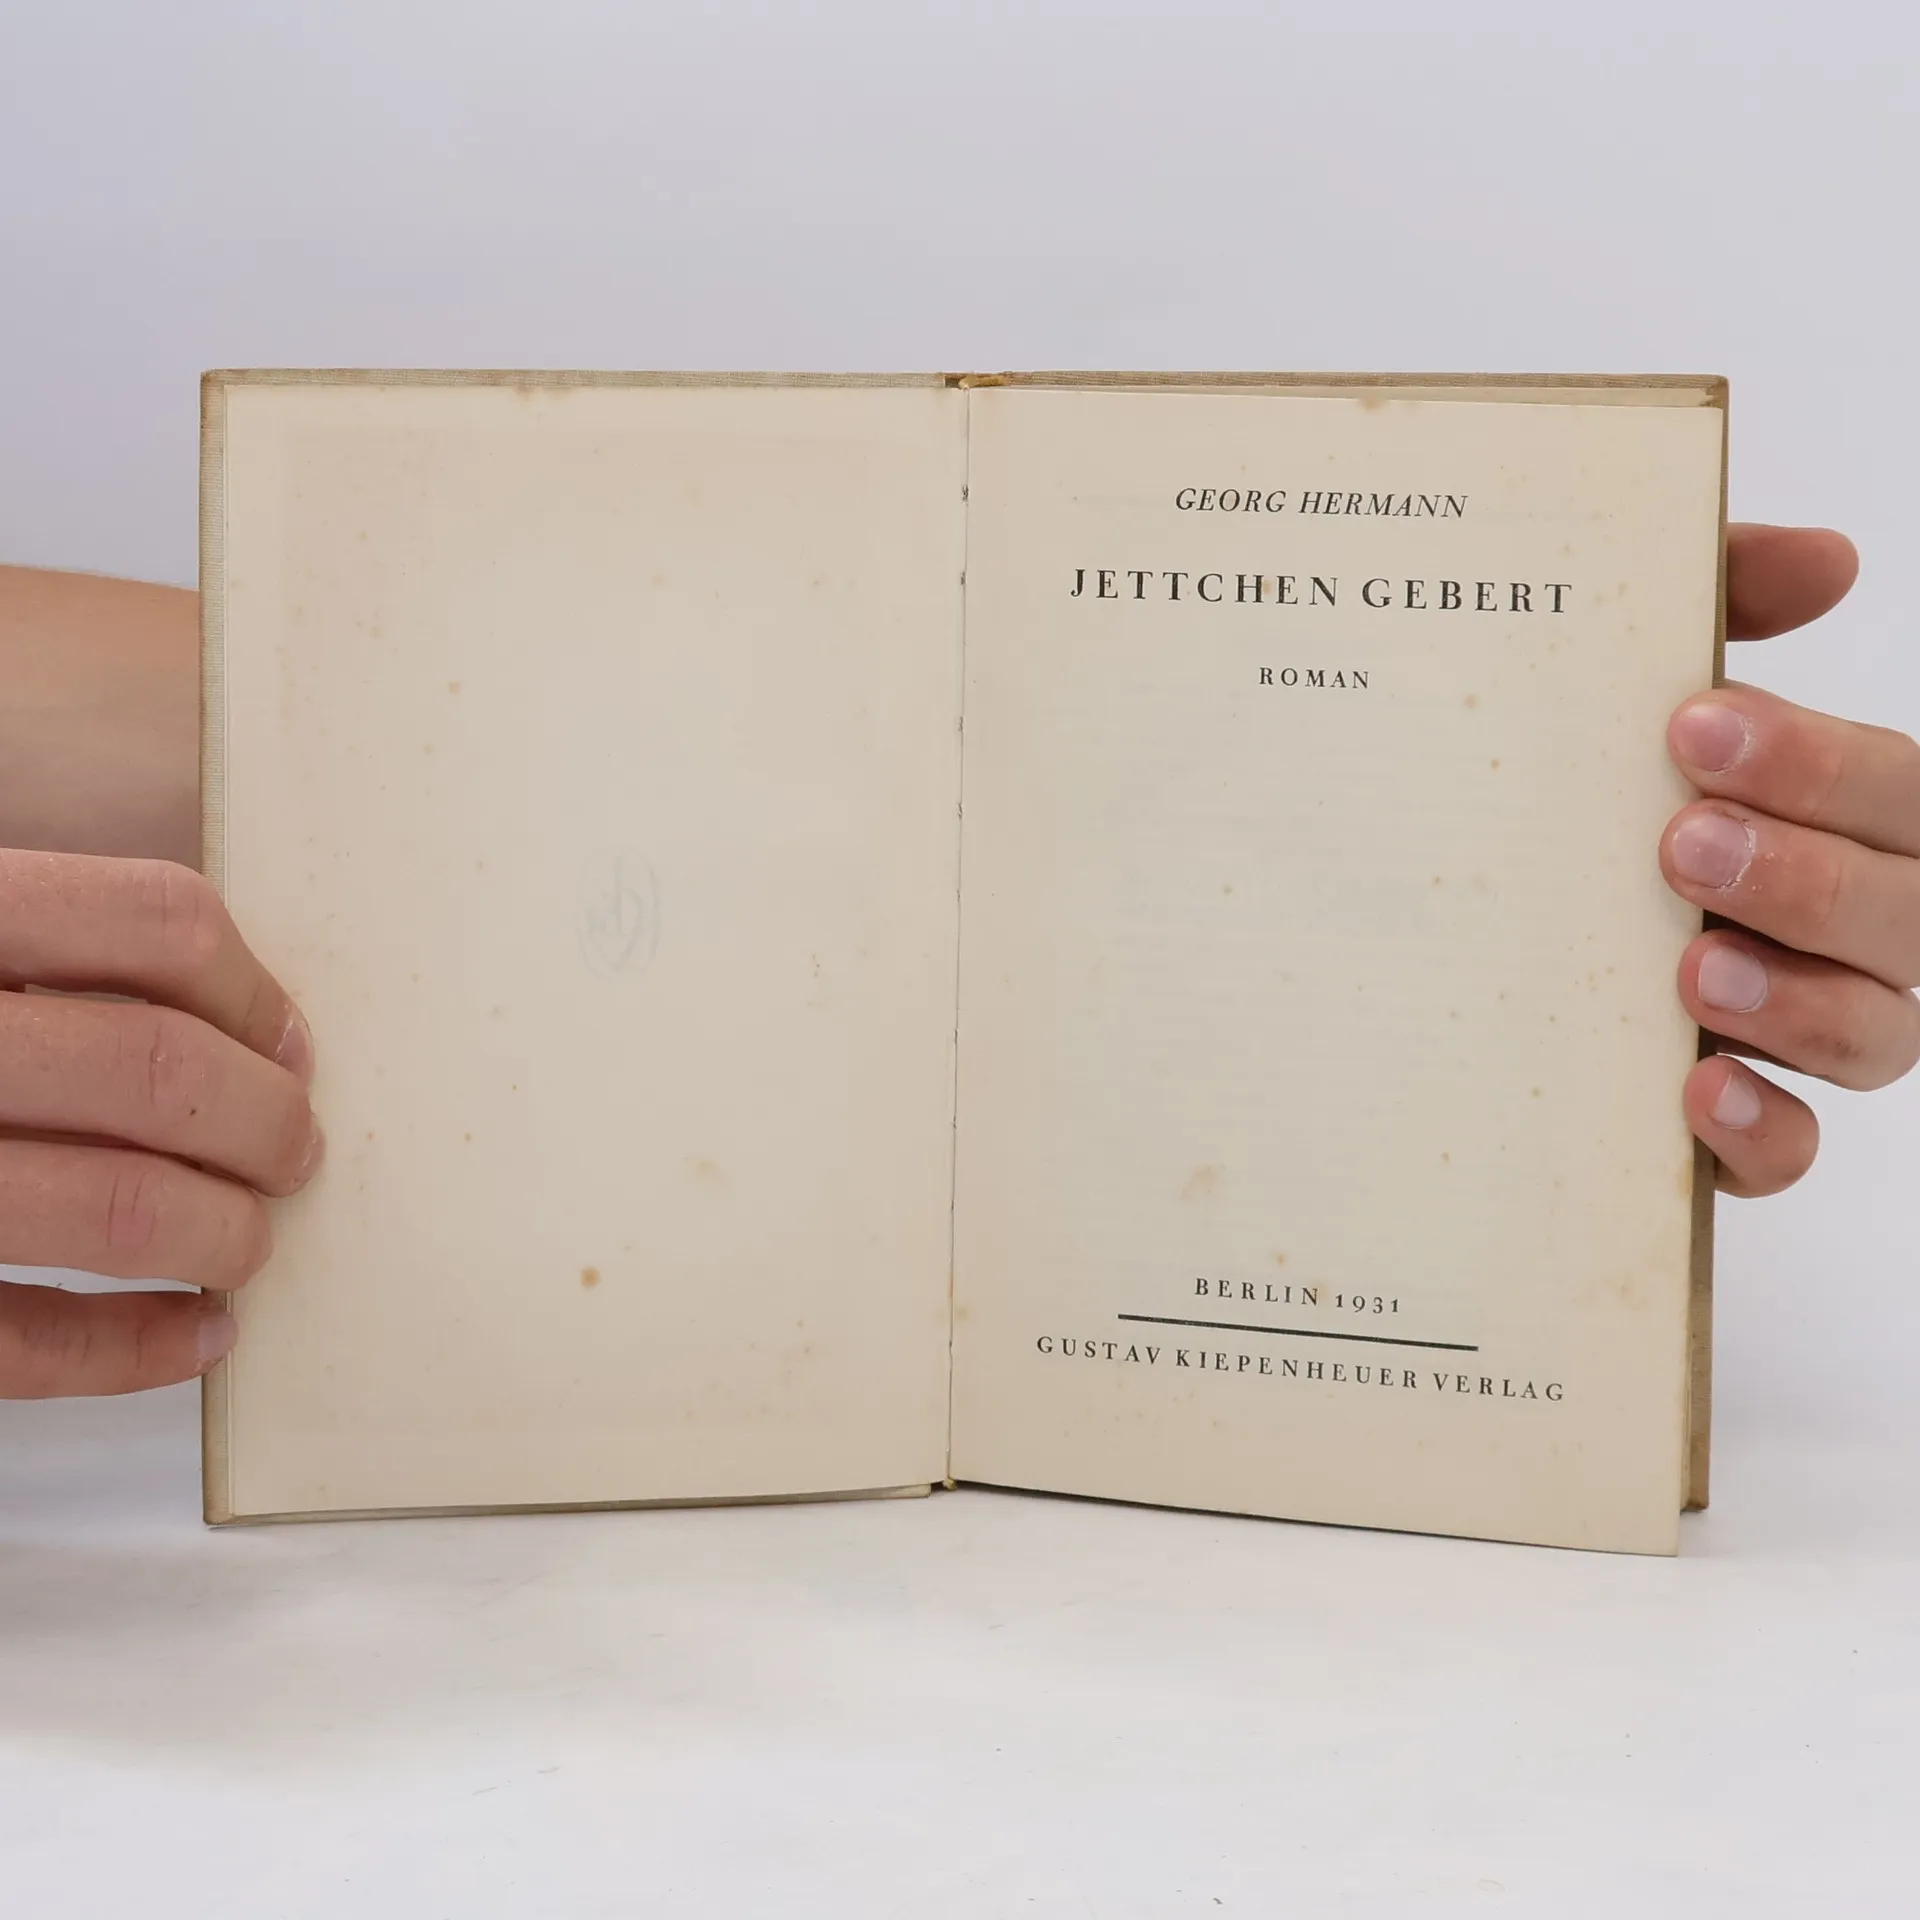 GEORG HERMANN
JETTCHEN GEBERT
ROMAN
BERLIN 1931
GUSTAV KIEPENHEUER VERLAG